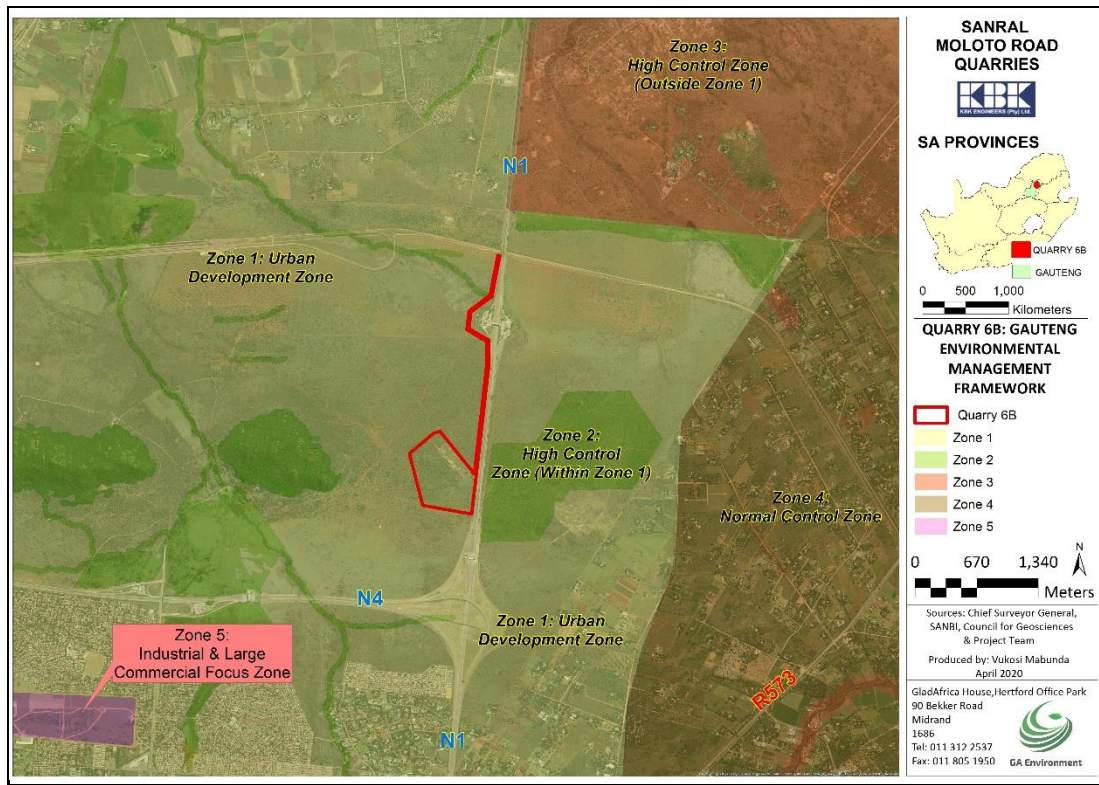 Zone 3:
High Control Zone
(Outside Zone 1)
N1
Zone 1: Urban
Development Zone
Zone 2:
High Control
Zone (Within Zone 1)
Zone 4:
Normal Control Zone
N4
Zone 1: Urban
Development Zone
Zone 5:
Industrial & Large
Commercial Focus Zone
R573
N1
SANRAL
MOLOTO ROAD
QUARRIES
KBK
KBK ENGINEERS (Pty) Ltd.
SA PROVINCES
QUARRY 6B
GAUTENG
0 500 1,000
Kilometers
QUARRY 6B: GAUTENG
ENVIRONMENTAL
MANAGEMENT
FRAMEWORK
Quarry 6B
Zone 1
Zone 2
Zone 3
Zone 4
Zone 5
N
0 670 1,340
Meters
Sources: Chief Surveyor General,
SANBI, Council for Geosciences
& Project Team
Produced by: Vukosi Mabunda
April 2020
GladAfrica House,Hertford Office Park
90 Bekker Road
Midrand
1686
Tel: 011 312 2537
Fax: 011 805 1950
GA Environment